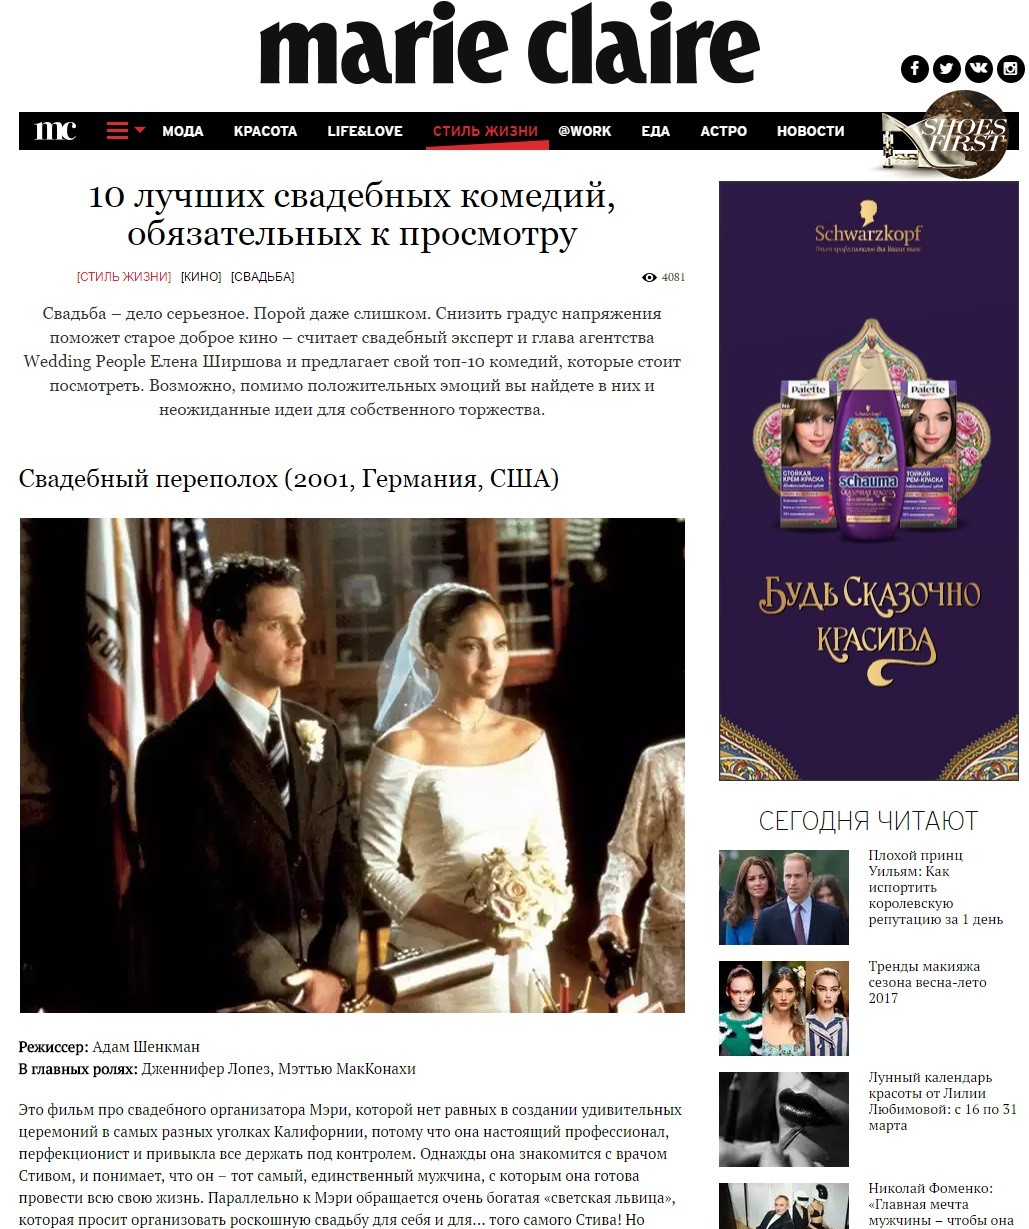 marie claire
mc
МОДА
КРАСОТА
LIFE&LOVE
СТИЛЬ ЖИЗНИ
@WORK
ЕДА
АСТРО
НОВОСТИ
SHOES
FIRST
10 лучших свадебных комедий,
обязательных к просмотру
[СТИЛЬ ЖИЗНИ] [КИНО] [СВАДЬБА]
4081
Свадьба – дело серьезное. Порой даже слишком. Снизить градус напряжения
поможет старое доброе кино – считает свадебный эксперт и глава агентства
Wedding People Елена Ширшова и предлагает свой топ-10 комедий, которые стоит
посмотреть. Возможно, помимо положительных эмоций вы найдете в них и
неожиданные идеи для собственного торжества.
Свадебный переполох (2001, Германия, США)
Режиссер: Адам Шенкман
В главных ролях: Дженнифер Лопез, Мэттью МакКонахи
Это фильм про свадебного организатора Мэри, которой нет равных в создании удивительных
церемоний в самых разных уголках Калифорнии, потому что она настоящий профессионал,
перфекционист и привыкла все держать под контролем. Однажды она знакомится с врачом
Стивом, и понимает, что он – тот самый, единственный мужчина, с которым она готова
провести всю свою жизнь. Параллельно к Мэри обращается очень богатая «светская львица»,
которая просит организовать роскошную свадьбу для себя и для... того самого Стива! Но
Schwarzkopf
Palette
Palette
Schwarzkopf
schauma
СТОЙКАЯ
КРЕМ-КРАСКА
СТОЙКАЯ
КРЕМ-КРАСКА
БУДЬ СКАЗОЧНО
КРАСИВА
СЕГОДНЯ ЧИТАЮТ
Плохой принц
Уильям: Как
испортить
королевскую
репутацию за 1 день
Тренды макияжа
сезона весна-лето
2017
Лунный календарь
красоты от Лилии
Любимовой: с 16 по 31
марта
Николай Фоменко:
«Главная мечта
мужчины – чтобы она